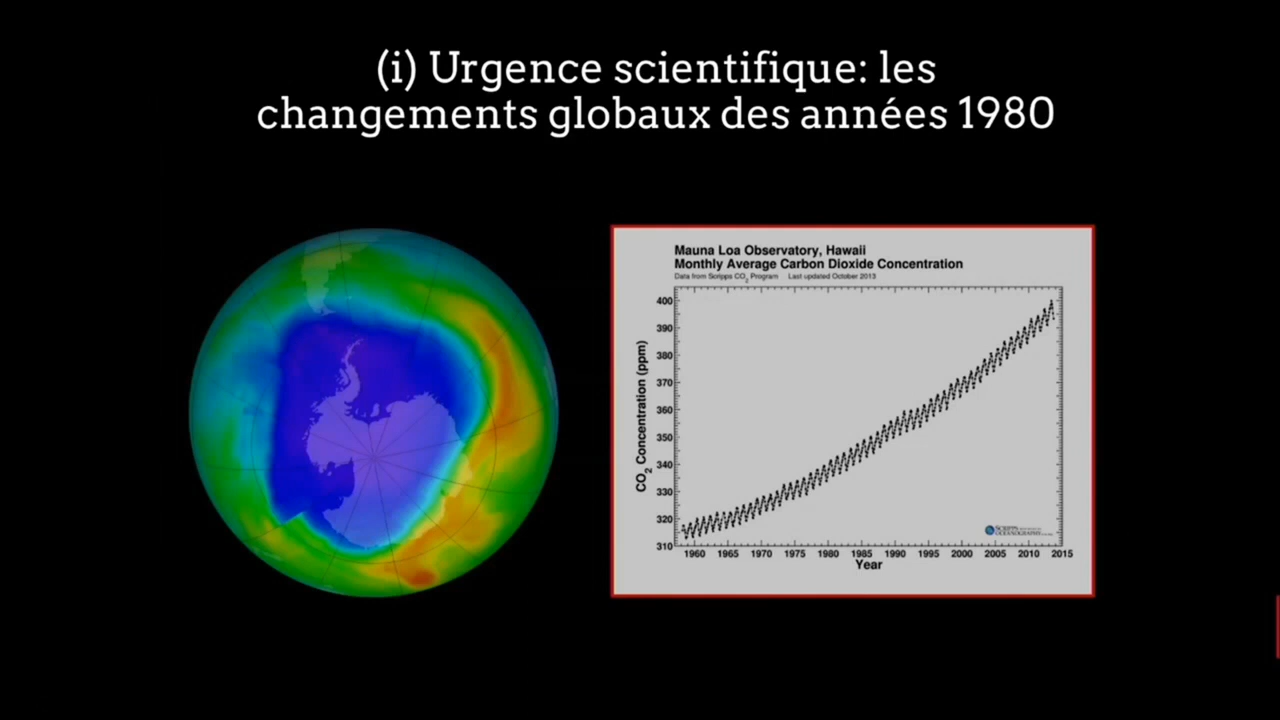 (i) Urgence scientifique: les
changements globaux des années 1980
Mauna Loa Observatory, Hawaii
Monthly Average Carbon Dioxide Concentration
Data from Scripps CO2 Program Last updated October 2013
CO2 Concentration (ppm)
400
390
380
370
360
350
340
330
320
310
1960 1965 1970 1975 1980 1985 1990 1995 2000 2005 2010 2015
Year
SCRIPPS
OCEANOGRAPHY